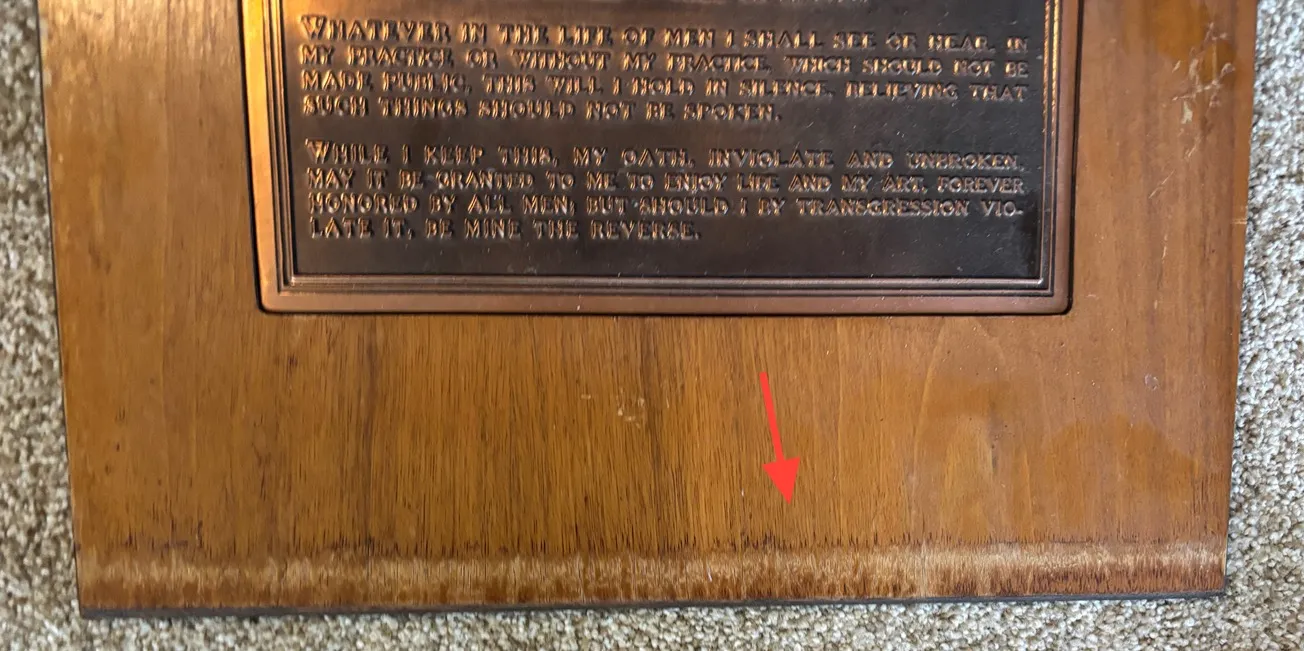 WHATEVER IN THE LIFE OF MEN I SHALL SEE OR HEAR, IN
MY PRACTICE OR WITHOUT MY PRACTICE, WHICH SHOULD NOT BE
MADE PUBLIC, THIS WILL I HOLD IN SILENCE, BELIEVING THAT
SUCH THINGS SHOULD NOT BE SPOKEN.
WHILE I KEEP THIS, MY OATH, INVIOLATE AND UNBROKEN,
MAY IT BE GRANTED TO ME TO ENJOY LIFE AND MY ART, FOREVER
HONORED BY ALL MEN; BUT SHOULD I BY TRANSGRESSION VIO-
LATE IT, BE MINE THE REVERSE.